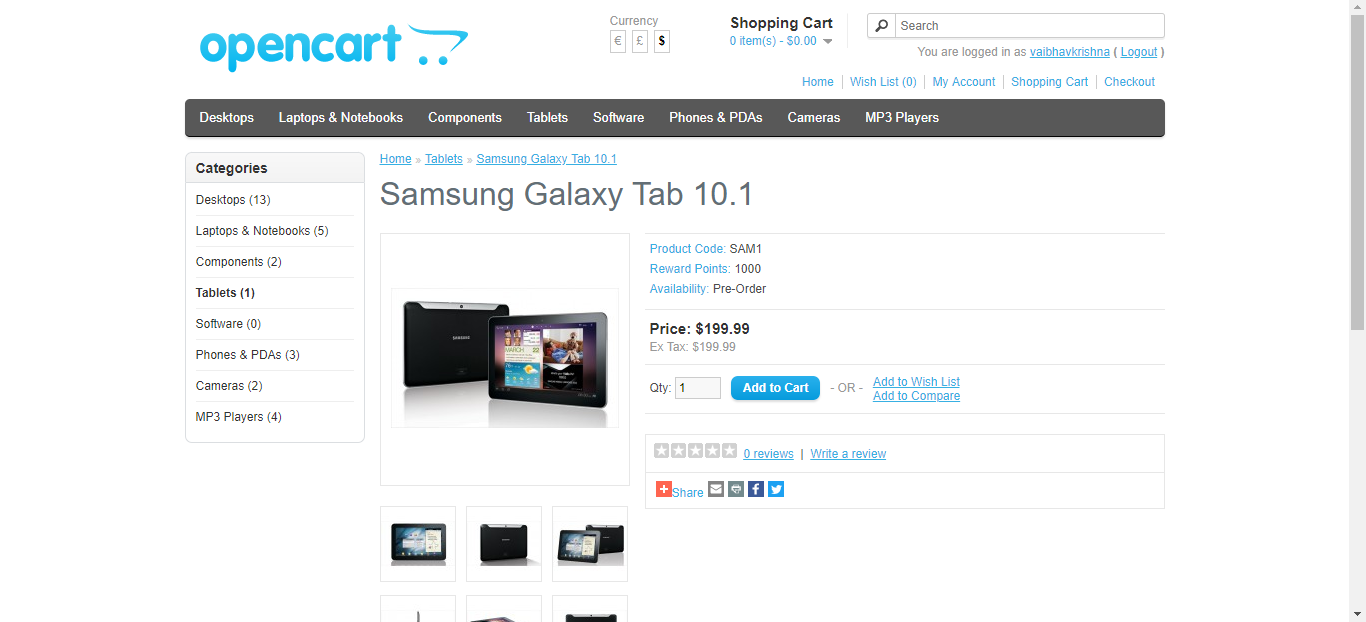 opencart
Currency
€ £ $
Shopping Cart
0 item(s) - $0.00
Search
You are logged in as vaibhavkrishna ( Logout )
Home
Wish List (0)
My Account
Shopping Cart
Checkout
Desktops
Laptops & Notebooks
Components
Tablets
Software
Phones & PDAs
Cameras
MP3 Players
Categories
Desktops (13)
Laptops & Notebooks (5)
Components (2)
Tablets (1)
Software (0)
Phones & PDAs (3)
Cameras (2)
MP3 Players (4)
Home » Tablets » Samsung Galaxy Tab 10.1
Samsung Galaxy Tab 10.1
SAMSUNG
MARCH 22
Product Code: SAM1
Reward Points: 1000
Availability: Pre-Order
Price: $199.99
Ex Tax: $199.99
Qty: 1
Add to Cart
- OR -
Add to Wish List
Add to Compare
0 reviews | Write a review
Share